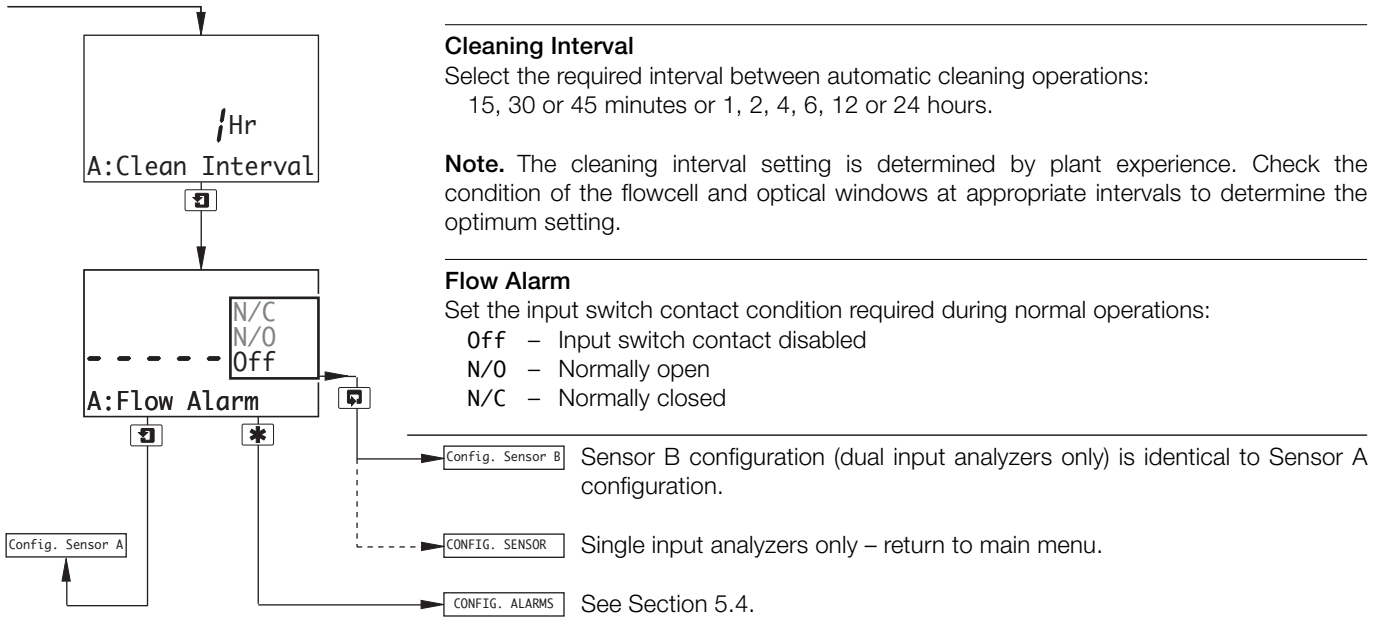 1Hr
A:Clean Interval
Cleaning Interval
Select the required interval between automatic cleaning operations:
15, 30 or 45 minutes or 1, 2, 4, 6, 12 or 24 hours.
Note. The cleaning interval setting is determined by plant experience. Check the
condition of the flowcell and optical windows at appropriate intervals to determine the
optimum setting.
N/C
N/O
- - - - - Off
A:Flow Alarm
Flow Alarm
Set the input switch contact condition required during normal operations:
Off – Input switch contact disabled
N/O – Normally open
N/C – Normally closed
Config. Sensor B Sensor B configuration (dual input analyzers only) is identical to Sensor A
configuration.
Config. Sensor A
CONFIG. SENSOR Single input analyzers only – return to main menu.
CONFIG. ALARMS See Section 5.4.